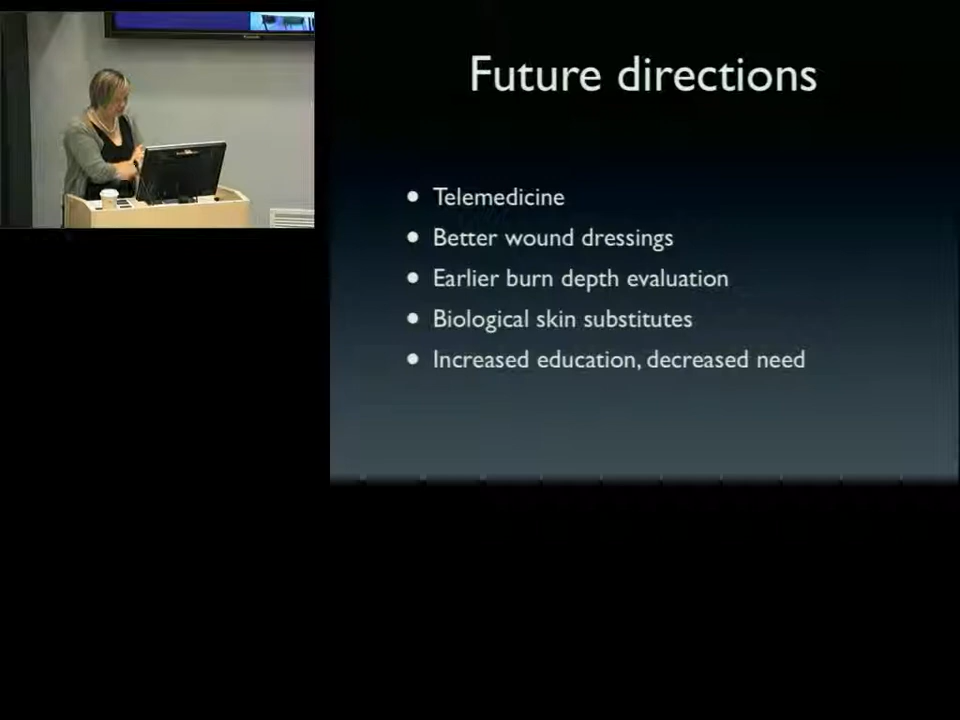 Future directions
Telemedicine
Better wound dressings
Earlier burn depth evaluation
Biological skin substitutes
Increased education, decreased need